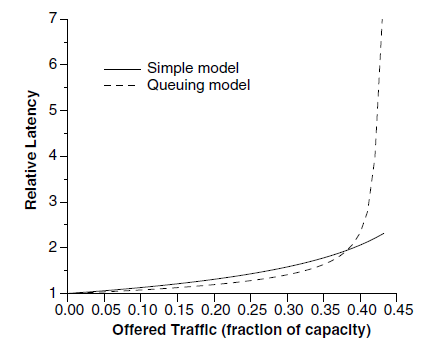 7
6
Simple model
Queuing model
5
4
3
2
1
Relative Latency
0.00 0.05 0.10 0.15 0.20 0.25 0.30 0.35 0.40 0.45
Offered Traffic (fraction of capacity)